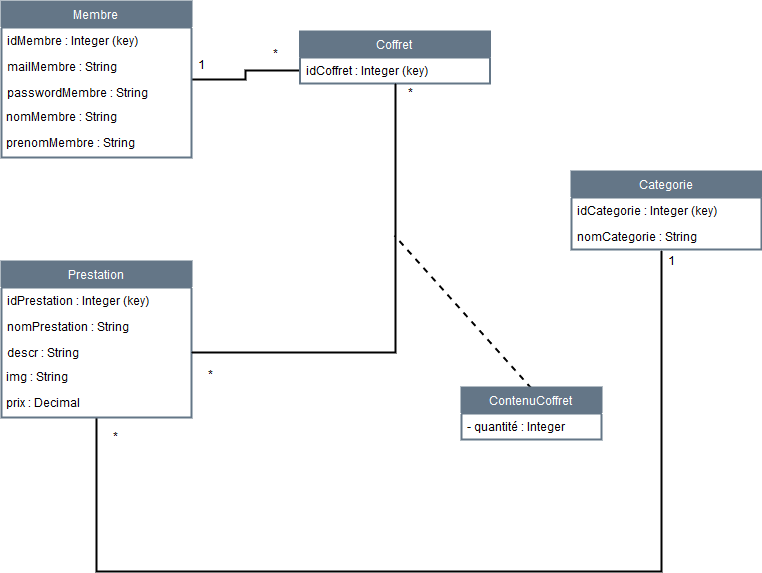 Membre
idMembre : Integer (key)
mailMembre : String
passwordMembre : String
nomMembre : String
prenomMembre : String
1
*
Coffret
idCoffret : Integer (key)
*
Categorie
idCategorie : Integer (key)
nomCategorie : String
1
Prestation
idPrestation : Integer (key)
nomPrestation : String
descr : String
img : String
prix : Decimal
*
*
ContenuCoffret
- quantité : Integer